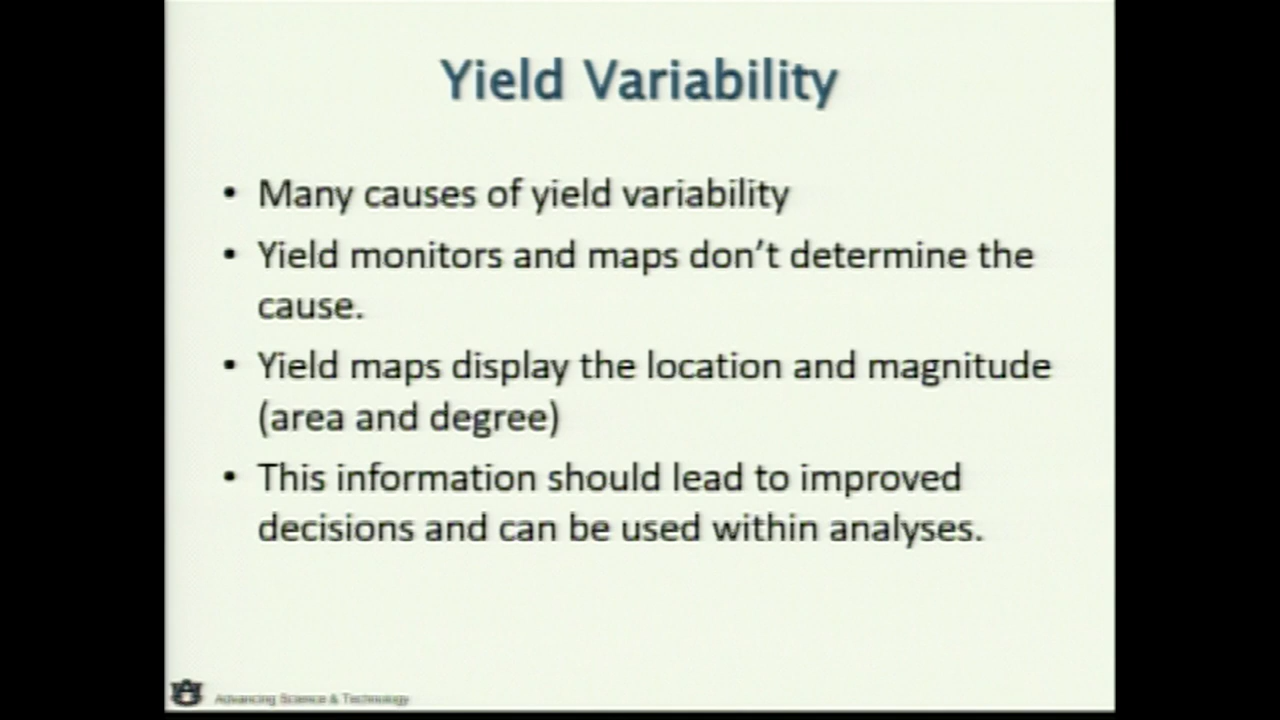 Yield Variability
• Many causes of yield variability
• Yield monitors and maps don’t determine the
cause.
• Yield maps display the location and magnitude
(area and degree)
• This information should lead to improved
decisions and can be used within analyses.
Advancing Science & Technology